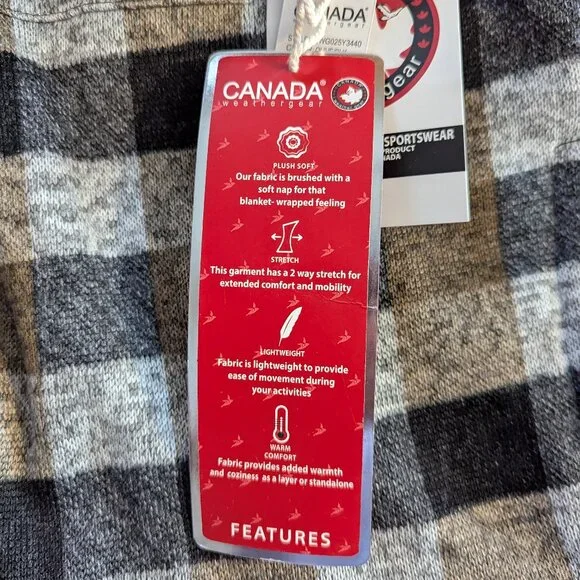 CANADA
weathergear
WG025Y3440
gear
SPORTSWEAR
PRODUCT
CANADA®
weathergear
CANADA
PLUSH SOFT
Our fabric is brushed with a
soft nap for that
blanket- wrapped feeling
STRETCH
This garment has a 2 way stretch for
extended comfort and mobility
LIGHTWEIGHT
Fabric is lightweight to provide
ease of movement during
your activities
WARM
COMFORT
Fabric provides added warmth
and coziness as a layer or standalone
FEATURES